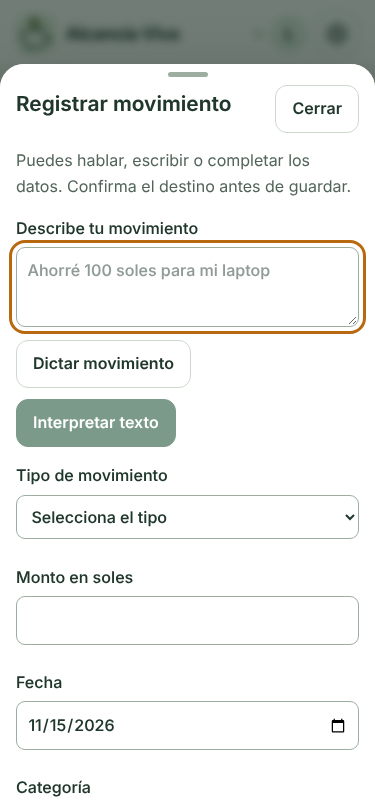 Alcancía Viva
Registrar movimiento
Cerrar
Puedes hablar, escribir o completar los
datos. Confirma el destino antes de guardar.
Describe tu movimiento
Ahorré 100 soles para mi laptop
Dictar movimiento
Interpretar texto
Tipo de movimiento
Selecciona el tipo
Monto en soles
Fecha
11/15/2026
Categoría